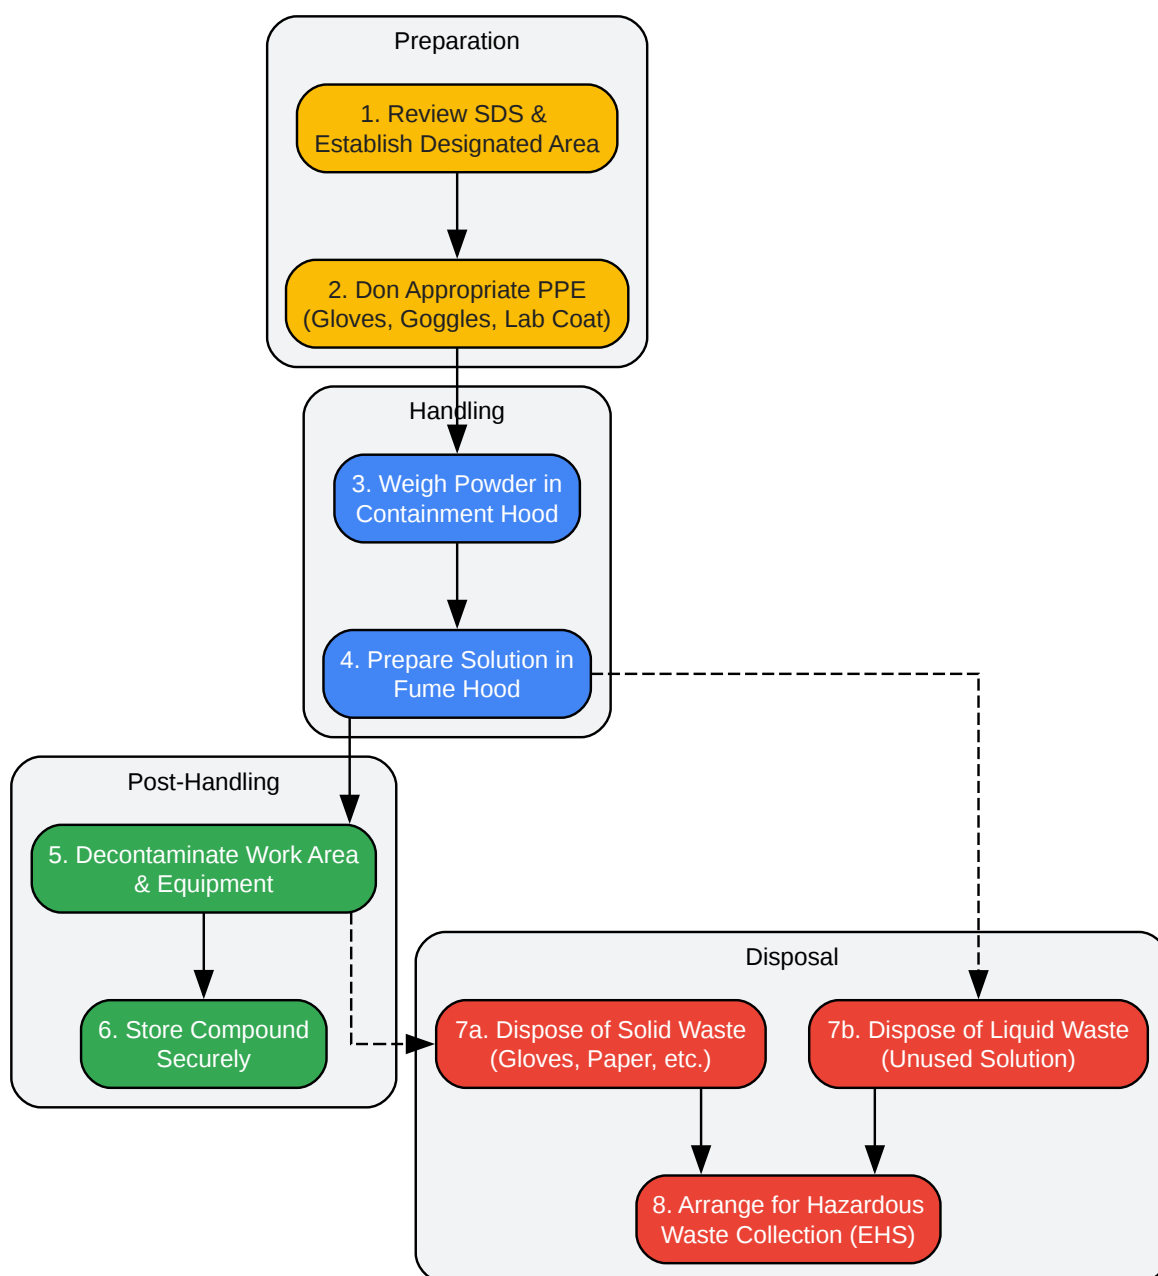 Preparation
1. Review SDS &
Establish Designated Area
2. Don Appropriate PPE
(Gloves, Goggles, Lab Coat)
Handling
3. Weigh Powder in
Containment Hood
4. Prepare Solution in
Fume Hood
Post-Handling
5. Decontaminate Work Area
& Equipment
6. Store Compound
Securely
Disposal
7a. Dispose of Solid Waste
(Gloves, Paper, etc.)
7b. Dispose of Liquid Waste
(Unused Solution)
8. Arrange for Hazardous
Waste Collection (EHS)